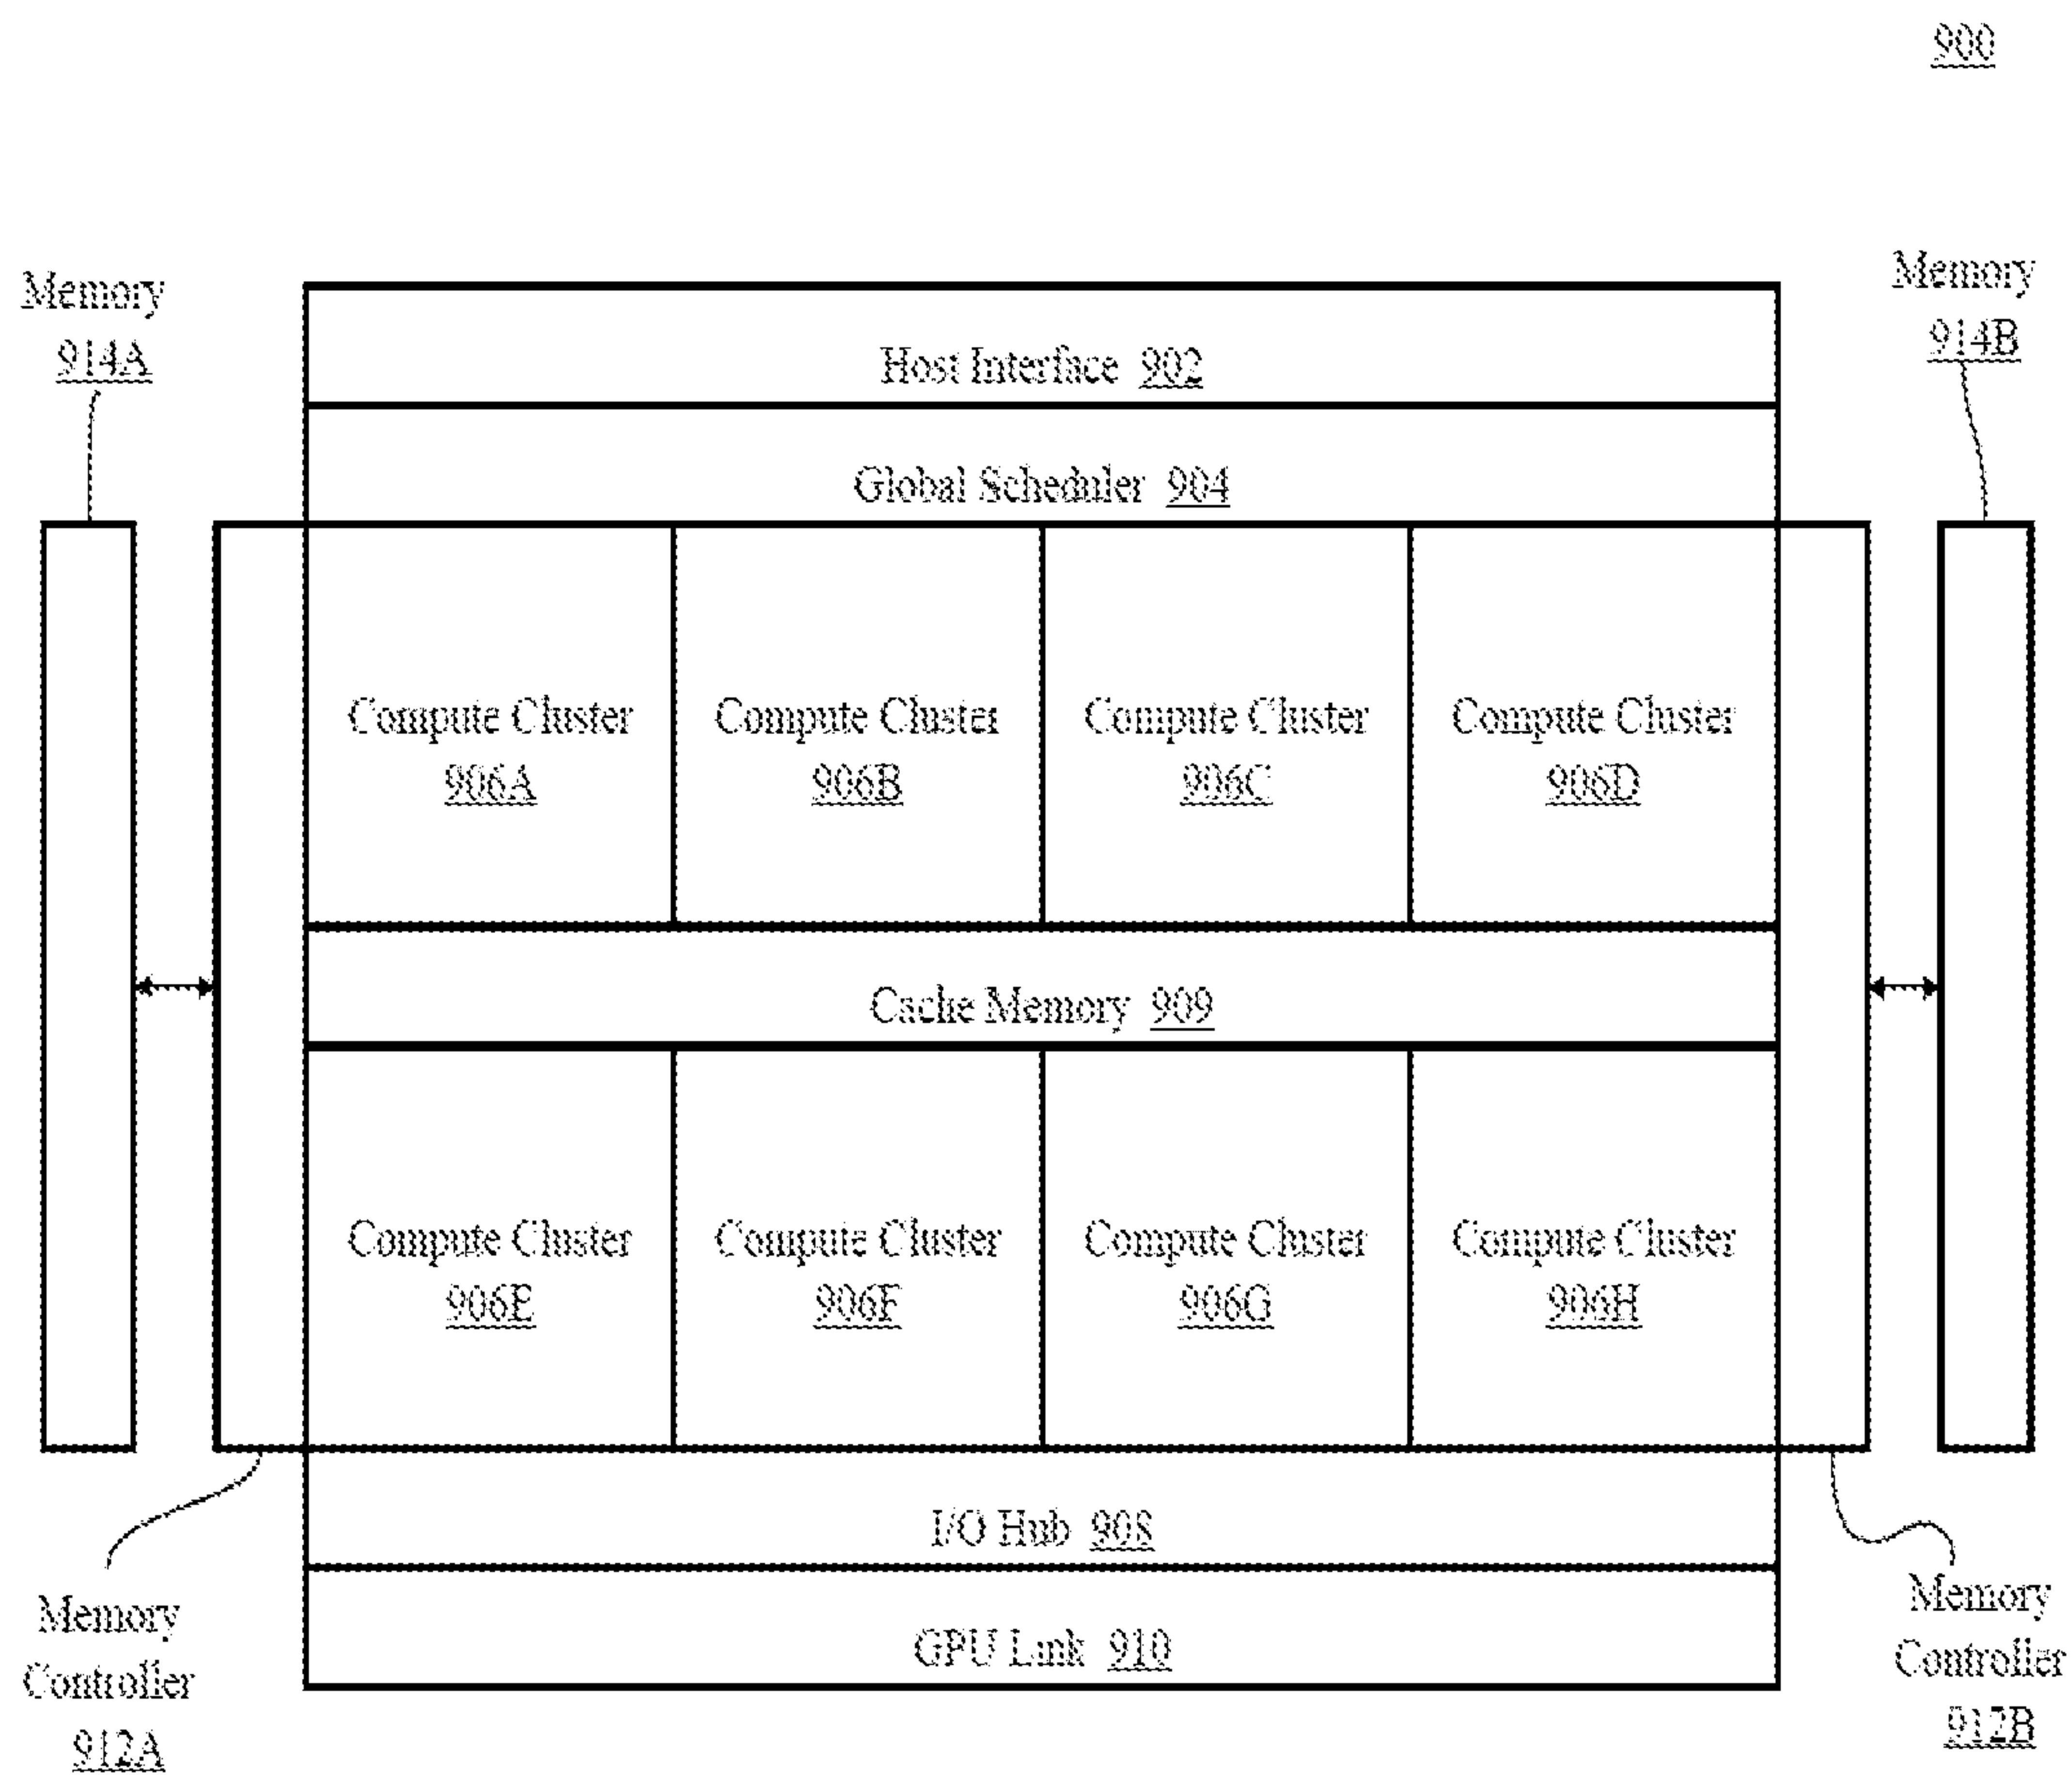 900
Memory
914A
Memory
914B
Host Interface 902
Global Scheduler 904
Compute Cluster
906A
Compute Cluster
906B
Compute Cluster
906C
Compute Cluster
906D
Cache Memory 909
Compute Cluster
906E
Compute Cluster
906F
Compute Cluster
906G
Compute Cluster
906H
I/O Hub 908
GPU Link 910
Memory
Controller
912A
Memory
Controller
912B